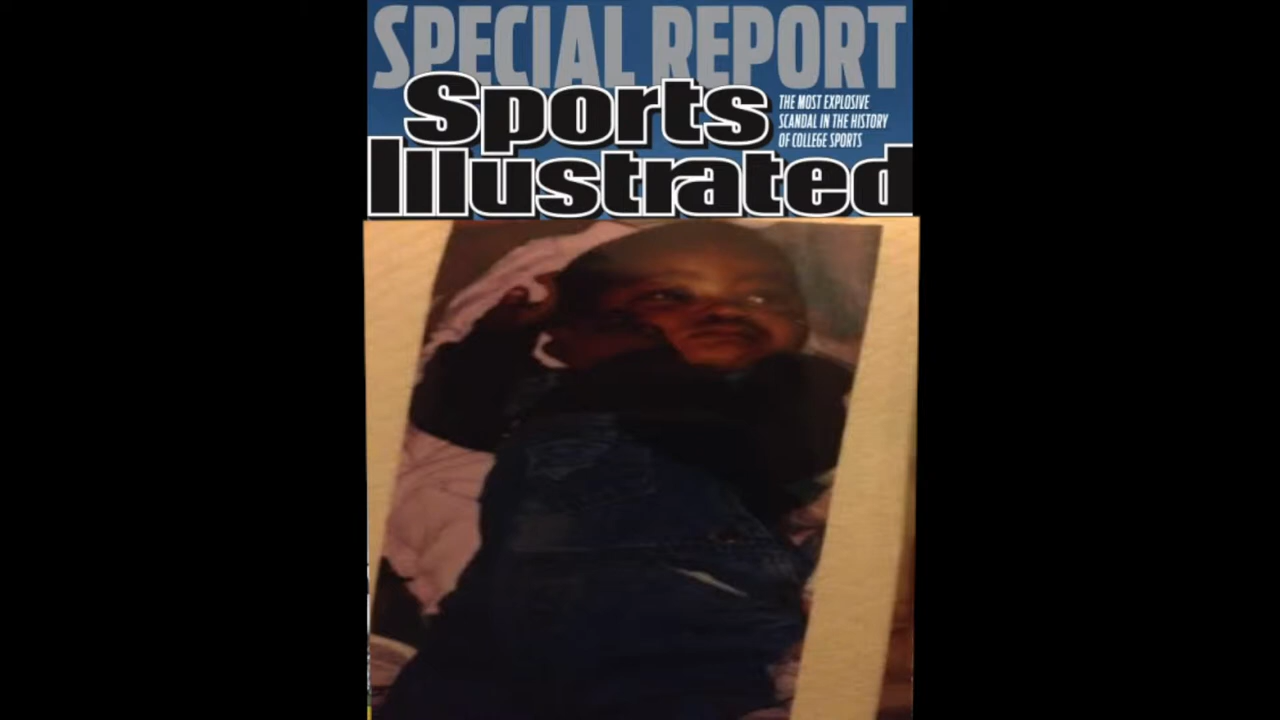 SPECIAL REPORT
Sports
Illustrated
THE MOST EXPLOSIVE
SCANDAL IN THE HISTORY
OF COLLEGE SPORTS